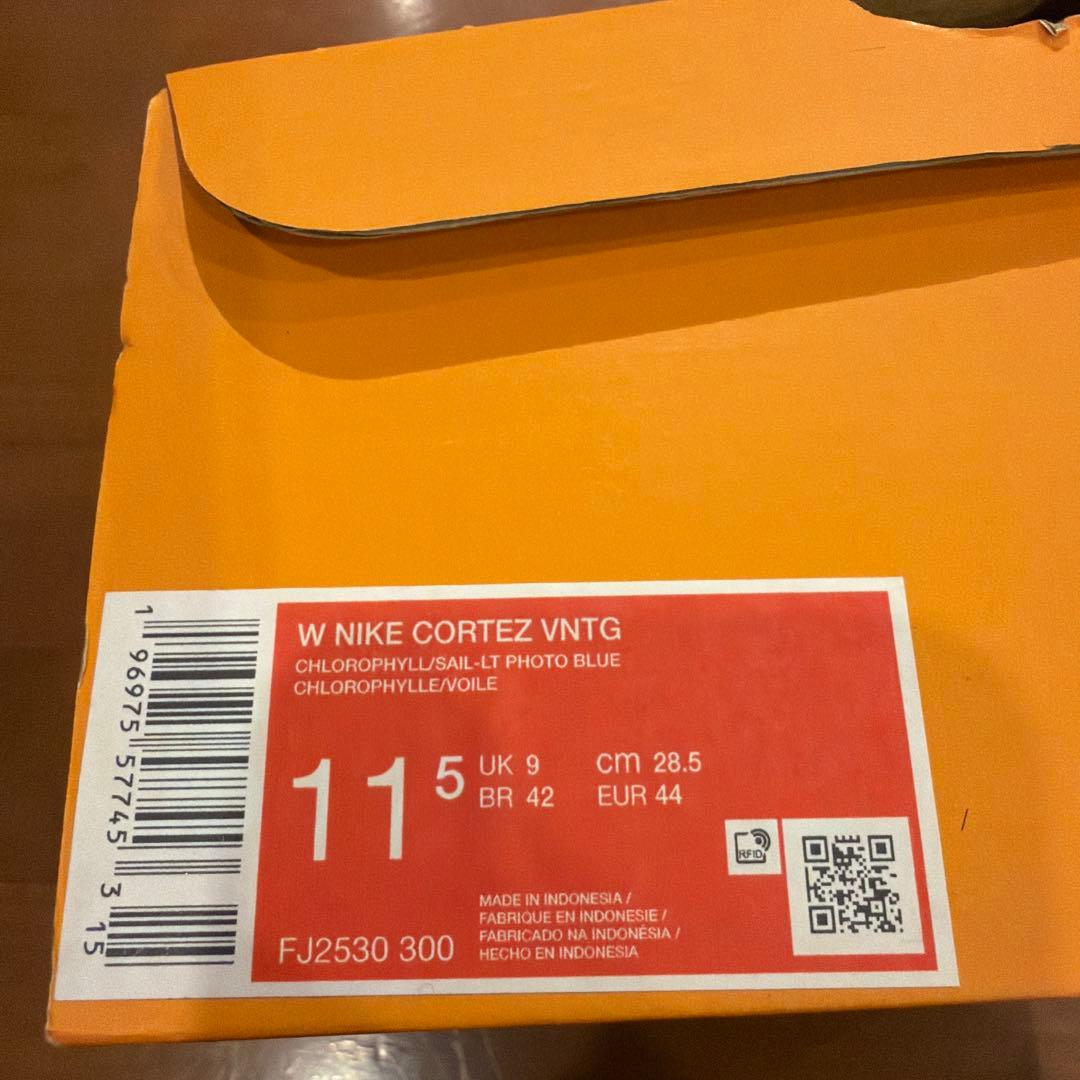 W NIKE CORTEZ VNTG
CHLOROPHYLL/SAIL-LT PHOTO BLUE
CHLOROPHYLLE/VOILE
11 5
UK 9 cm 28.5
BR 42 EUR 44
RFID
MADE IN INDONESIA /
FABRIQUE EN INDONESIE /
FABRICADO NA INDONÉSIA /
HECHO EN INDONESIA
FJ2530 300
1 96975 57745 3 15